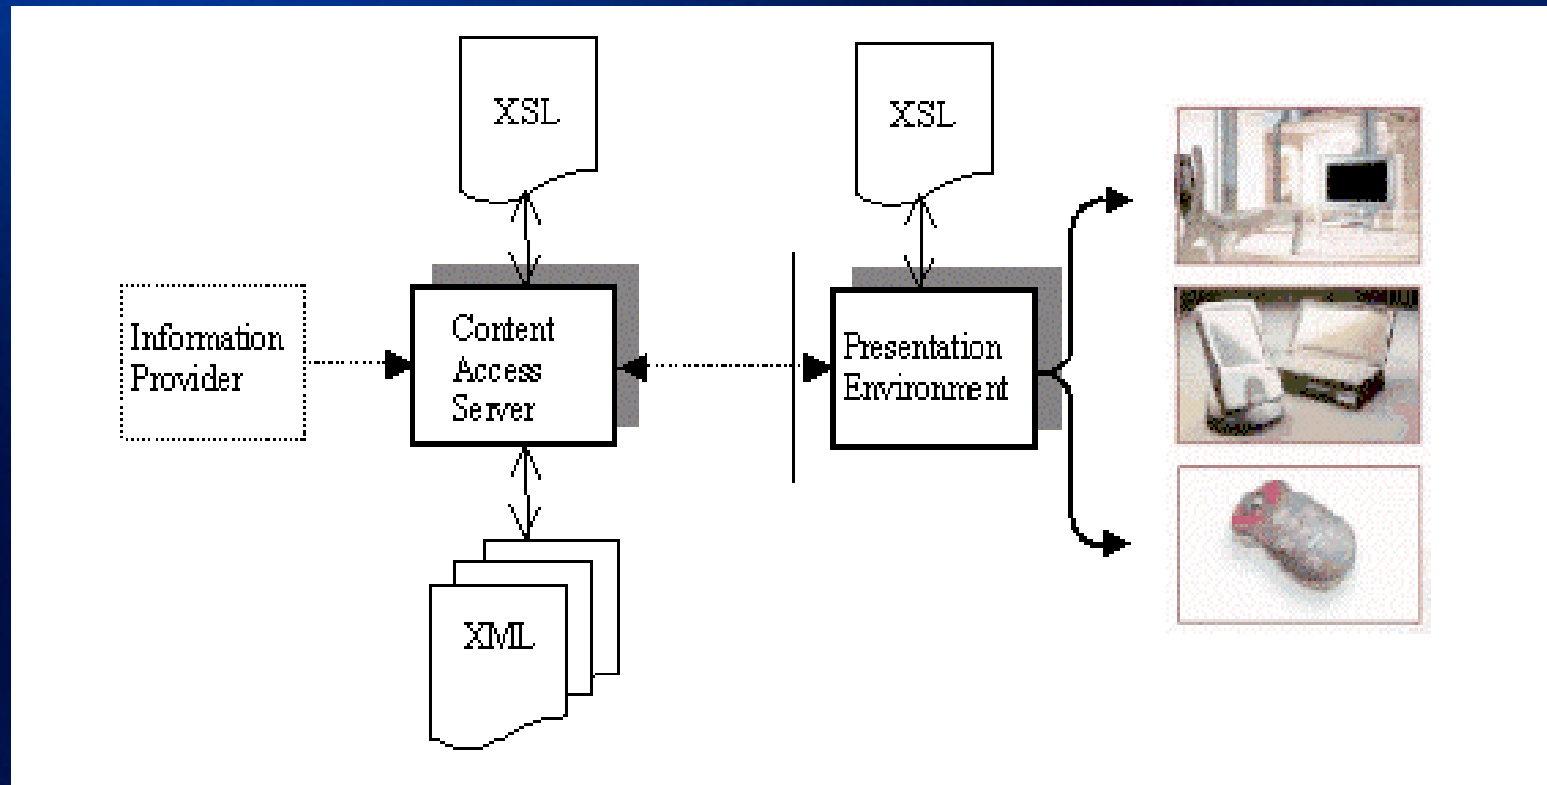 XSL
XSL
Information
Provider
Content
Access
Server
Presentation
Environment
XML